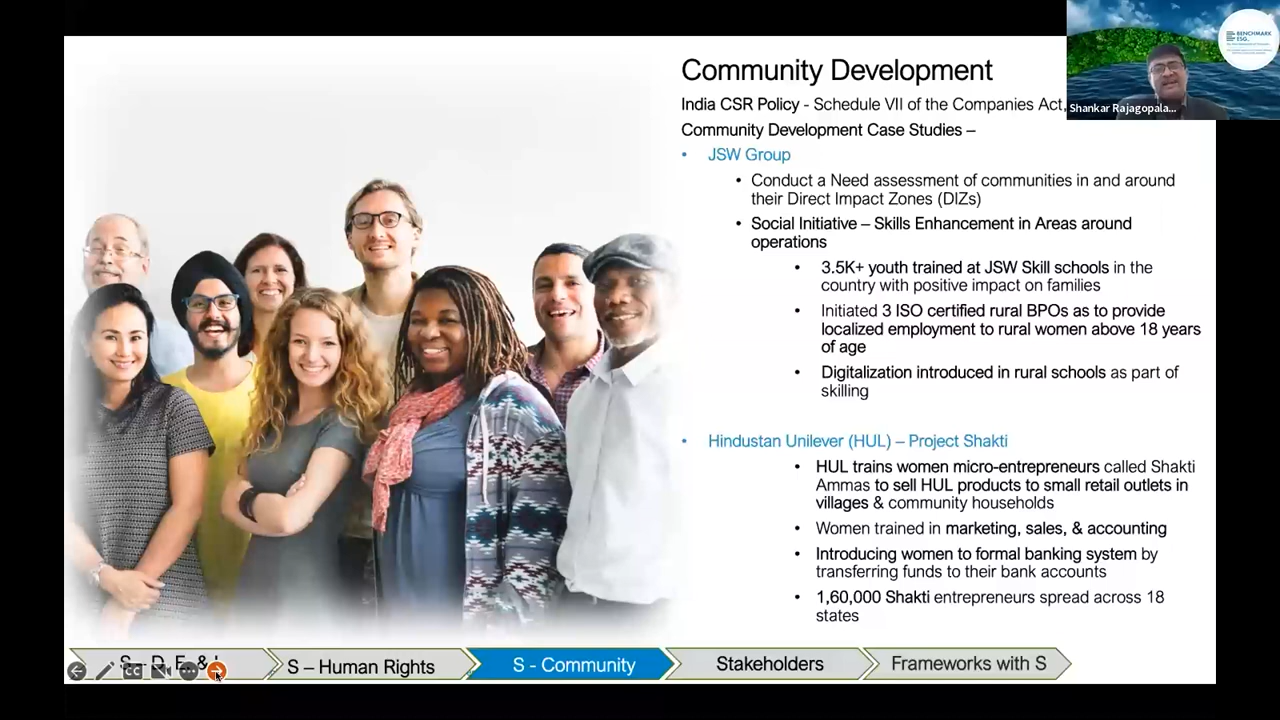 Community Development
India CSR Policy - Schedule VII of the Companies Act,
Community Development Case Studies –
• JSW Group
• Conduct a Need assessment of communities in and around
their Direct Impact Zones (DIZs)
• Social Initiative – Skills Enhancement in Areas around
operations
• 3.5K+ youth trained at JSW Skill schools in the
country with positive impact on families
• Initiated 3 ISO certified rural BPOs as to provide
localized employment to rural women above 18 years
of age
• Digitalization introduced in rural schools as part of
skilling
• Hindustan Unilever (HUL) – Project Shakti
• HUL trains women micro-entrepreneurs called Shakti
Ammas to sell HUL products to small retail outlets in
villages & community households
• Women trained in marketing, sales, & accounting
• Introducing women to formal banking system by
transferring funds to their bank accounts
• 1,60,000 Shakti entrepreneurs spread across 18
states
BENCHMARK
ESG
Shankar Rajagopala...
S – D, E, & I
CC
S – Human Rights
S - Community
Stakeholders
Frameworks with S